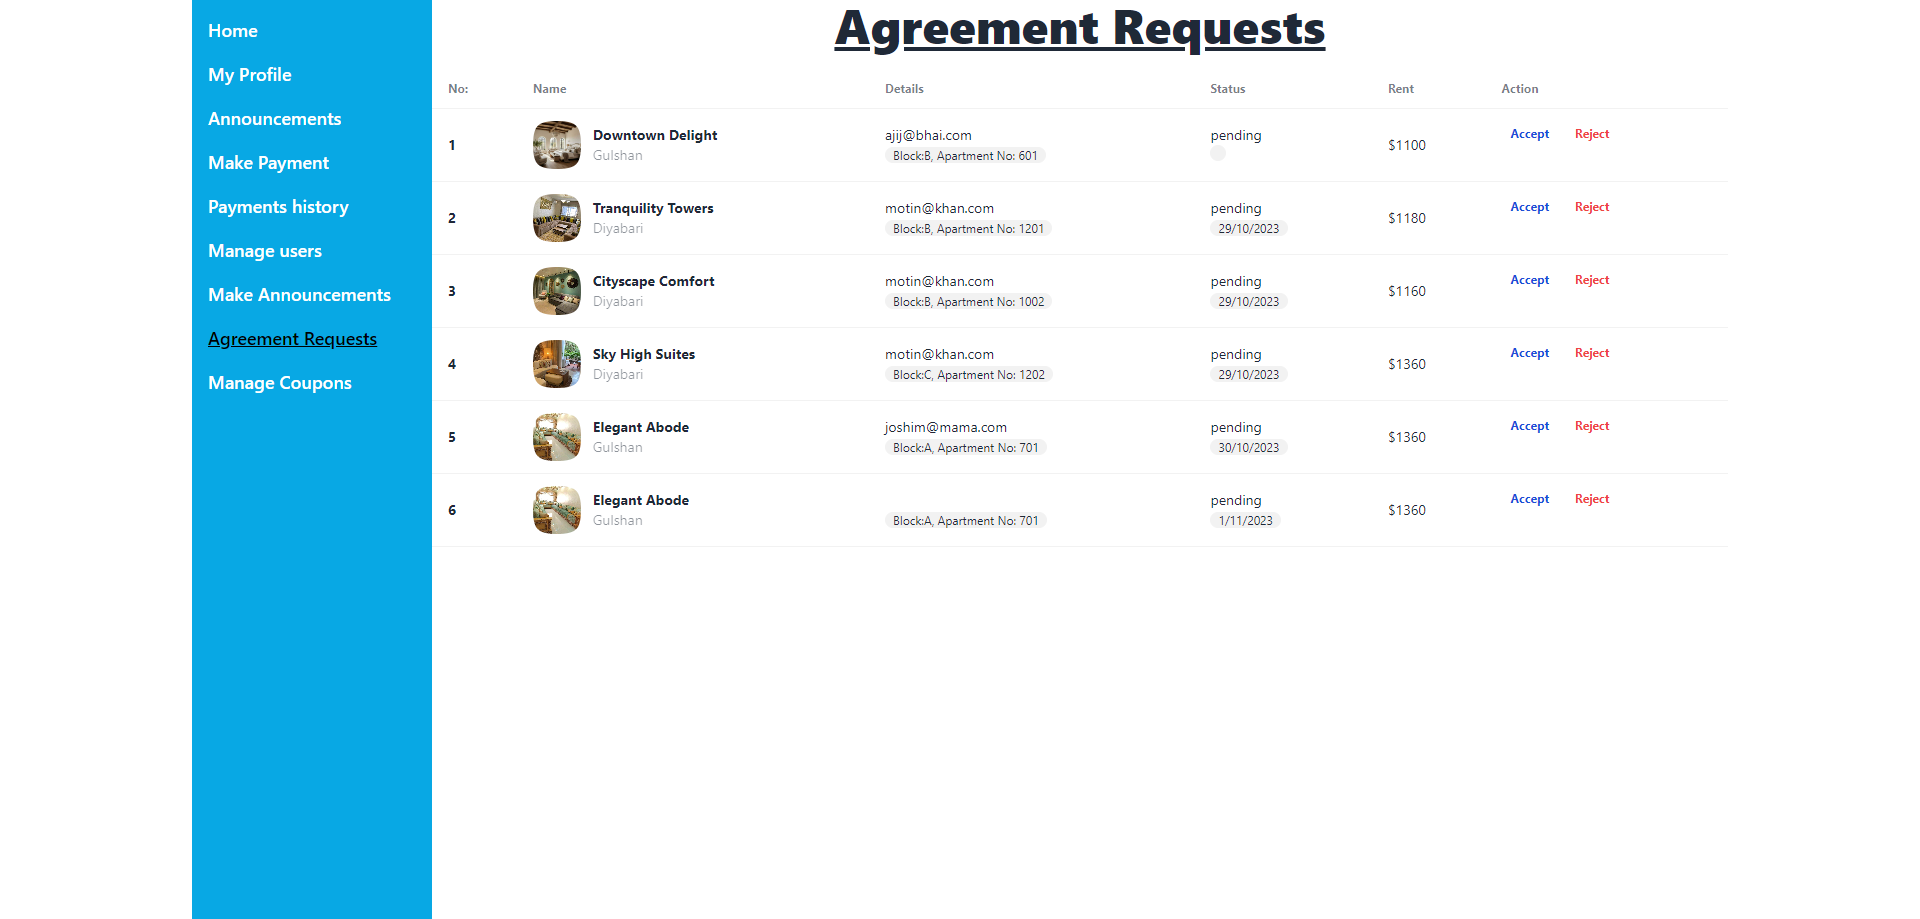 Home
My Profile
Announcements
Make Payment
Payments history
Manage users
Make Announcements
Agreement Requests
Manage Coupons
Agreement Requests
No: Name Details Status Rent Action
1 Downtown Delight ajij@bhai.com pending $1100 Accept Reject
Gulshan Block:B, Apartment No: 601
2 Tranquility Towers motin@khan.com pending $1180 Accept Reject
Diyabari Block:B, Apartment No: 1201 29/10/2023
3 Cityscape Comfort motin@khan.com pending $1160 Accept Reject
Diyabari Block:B, Apartment No: 1002 29/10/2023
4 Sky High Suites motin@khan.com pending $1360 Accept Reject
Diyabari Block:C, Apartment No: 1202 29/10/2023
5 Elegant Abode joshim@mama.com pending $1360 Accept Reject
Gulshan Block:A, Apartment No: 701 30/10/2023
6 Elegant Abode pending $1360 Accept Reject
Gulshan Block:A, Apartment No: 701 1/11/2023